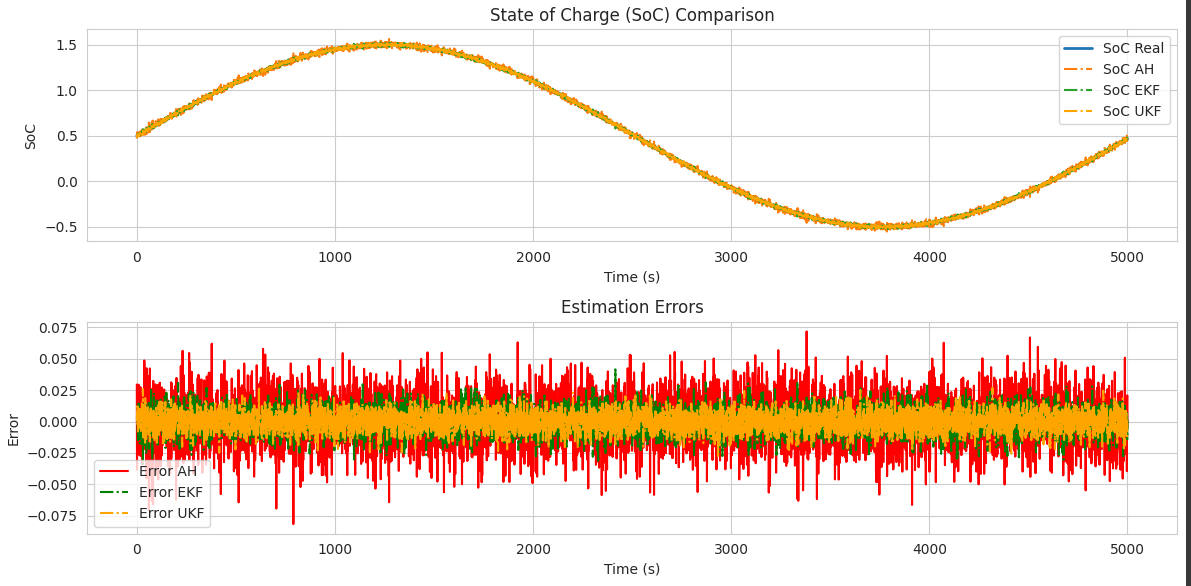 State of Charge (SoC) Comparison
1.5
1.0
0.5
0.0
−0.5
SoC
SoC Real
SoC AH
SoC EKF
SoC UKF
0 1000 2000 3000 4000 5000
Time (s)
Estimation Errors
0.075
0.050
0.025
0.000
−0.025
−0.050
−0.075
Error
Error AH
Error EKF
Error UKF
0 1000 2000 3000 4000 5000
Time (s)